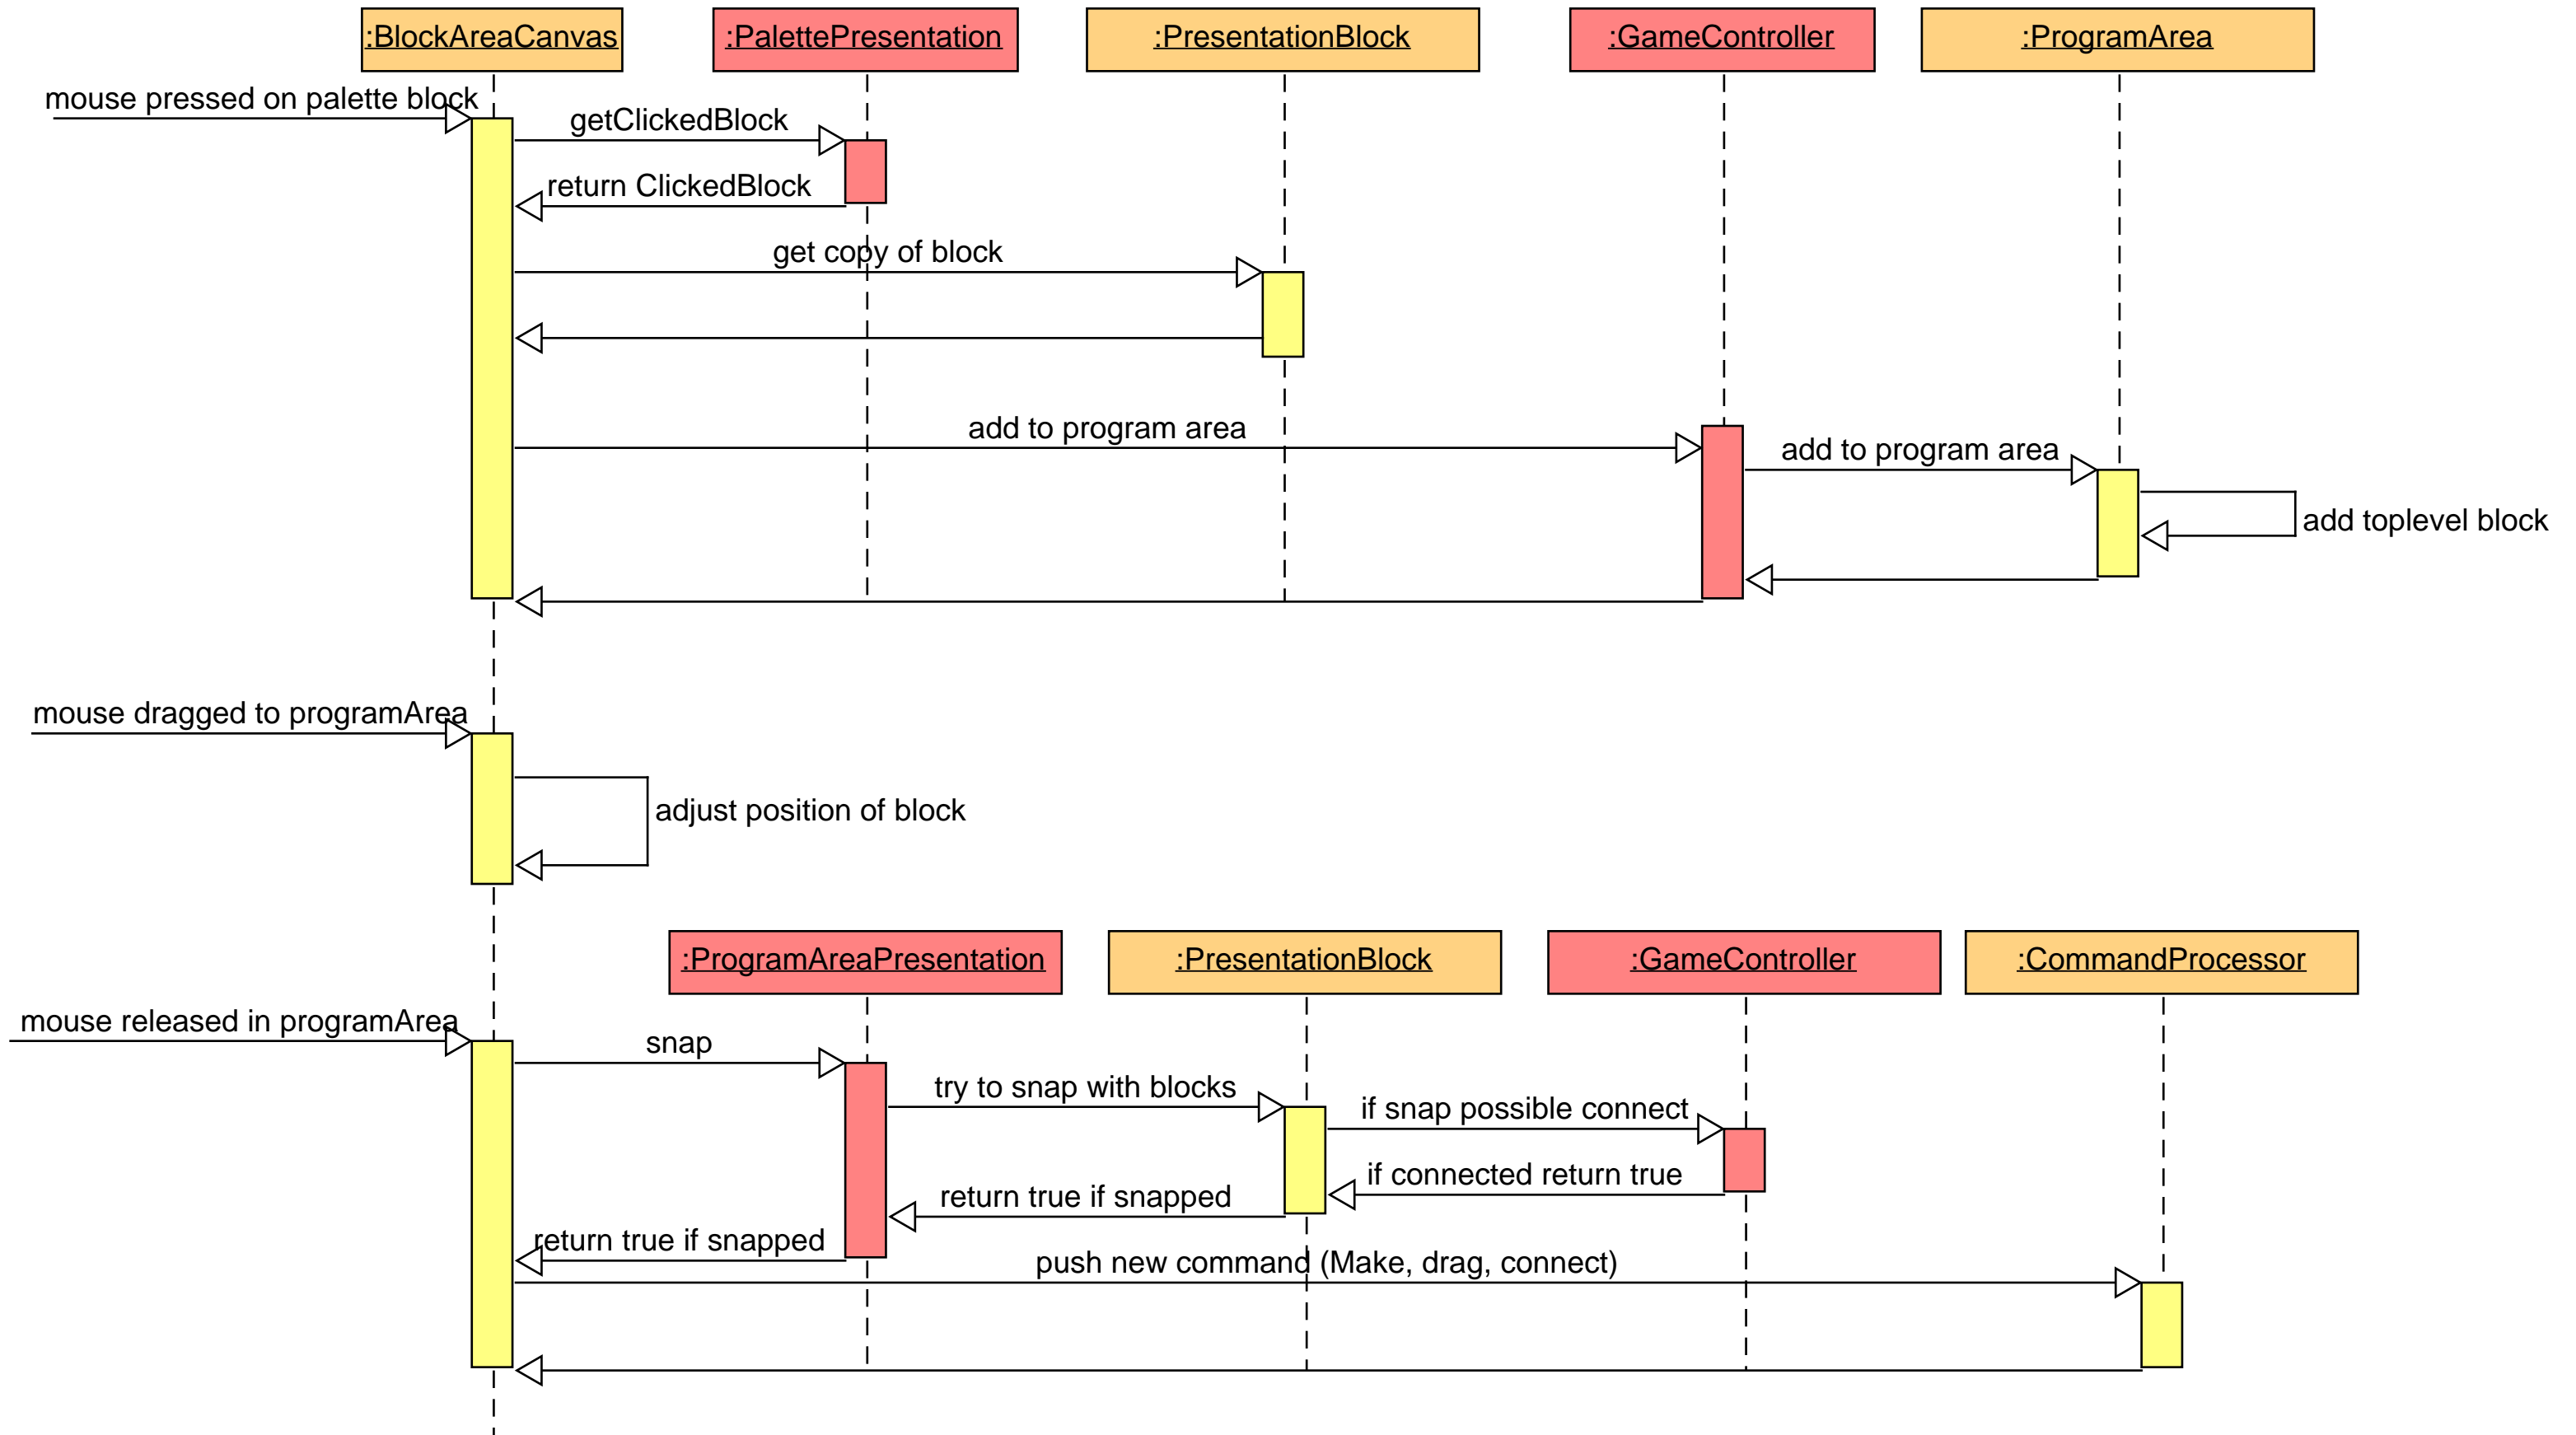 :BlockAreaCanvas
:PalettePresentation
:PresentationBlock
:GameController
:ProgramArea
mouse pressed on palette block
getClickedBlock
return ClickedBlock
get copy of block
add to program area
add to program area
add toplevel block
mouse dragged to programArea
adjust position of block
:ProgramAreaPresentation
:PresentationBlock
:GameController
:CommandProcessor
mouse released in programArea
snap
try to snap with blocks
if snap possible connect
if connected return true
return true if snapped
return true if snapped
push new command (Make, drag, connect)